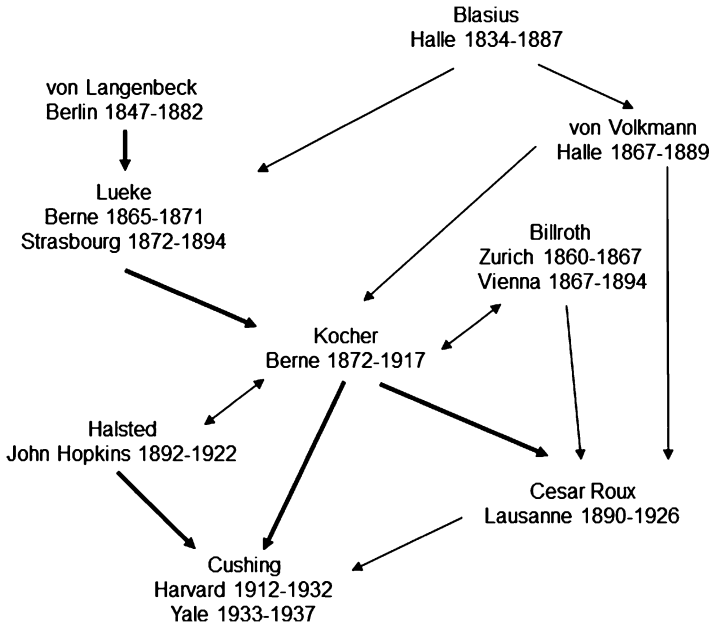 Blasius
Halle 1834-1887
von Langenbeck
Berlin 1847-1882
von Volkmann
Halle 1867-1889
Lueke
Berne 1865-1871
Strasbourg 1872-1894
Billroth
Zurich 1860-1867
Vienna 1867-1894
Kocher
Berne 1872-1917
Halsted
John Hopkins 1892-1922
Cesar Roux
Lausanne 1890-1926
Cushing
Harvard 1912-1932
Yale 1933-1937